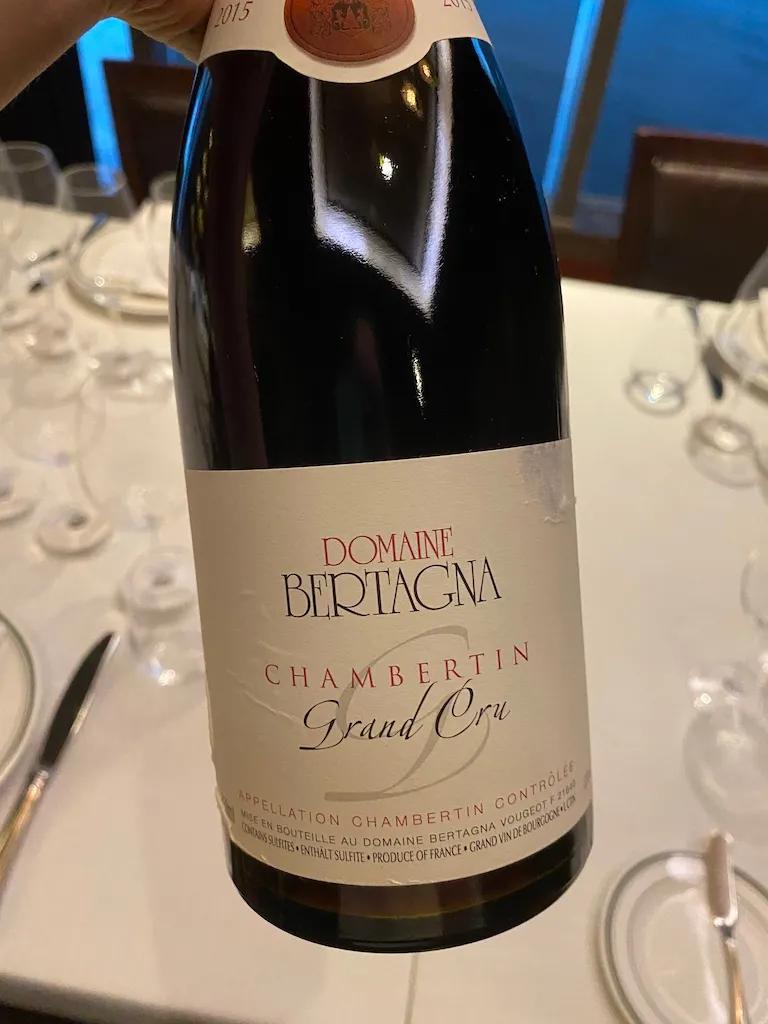 2015 2015
DOMAINE
BERTAGNA
CHAMBERTIN
Grand Cru
APPELLATION CHAMBERTIN CONTRÔLÉE
MISE EN BOUTEILLE AU DOMAINE BERTAGNA VOUGEOT F 21640
CONTAINS SULFITES • ENTHÄLT SULFITE • PRODUCE OF FRANCE • GRAND VIN DE BOURGOGNE •